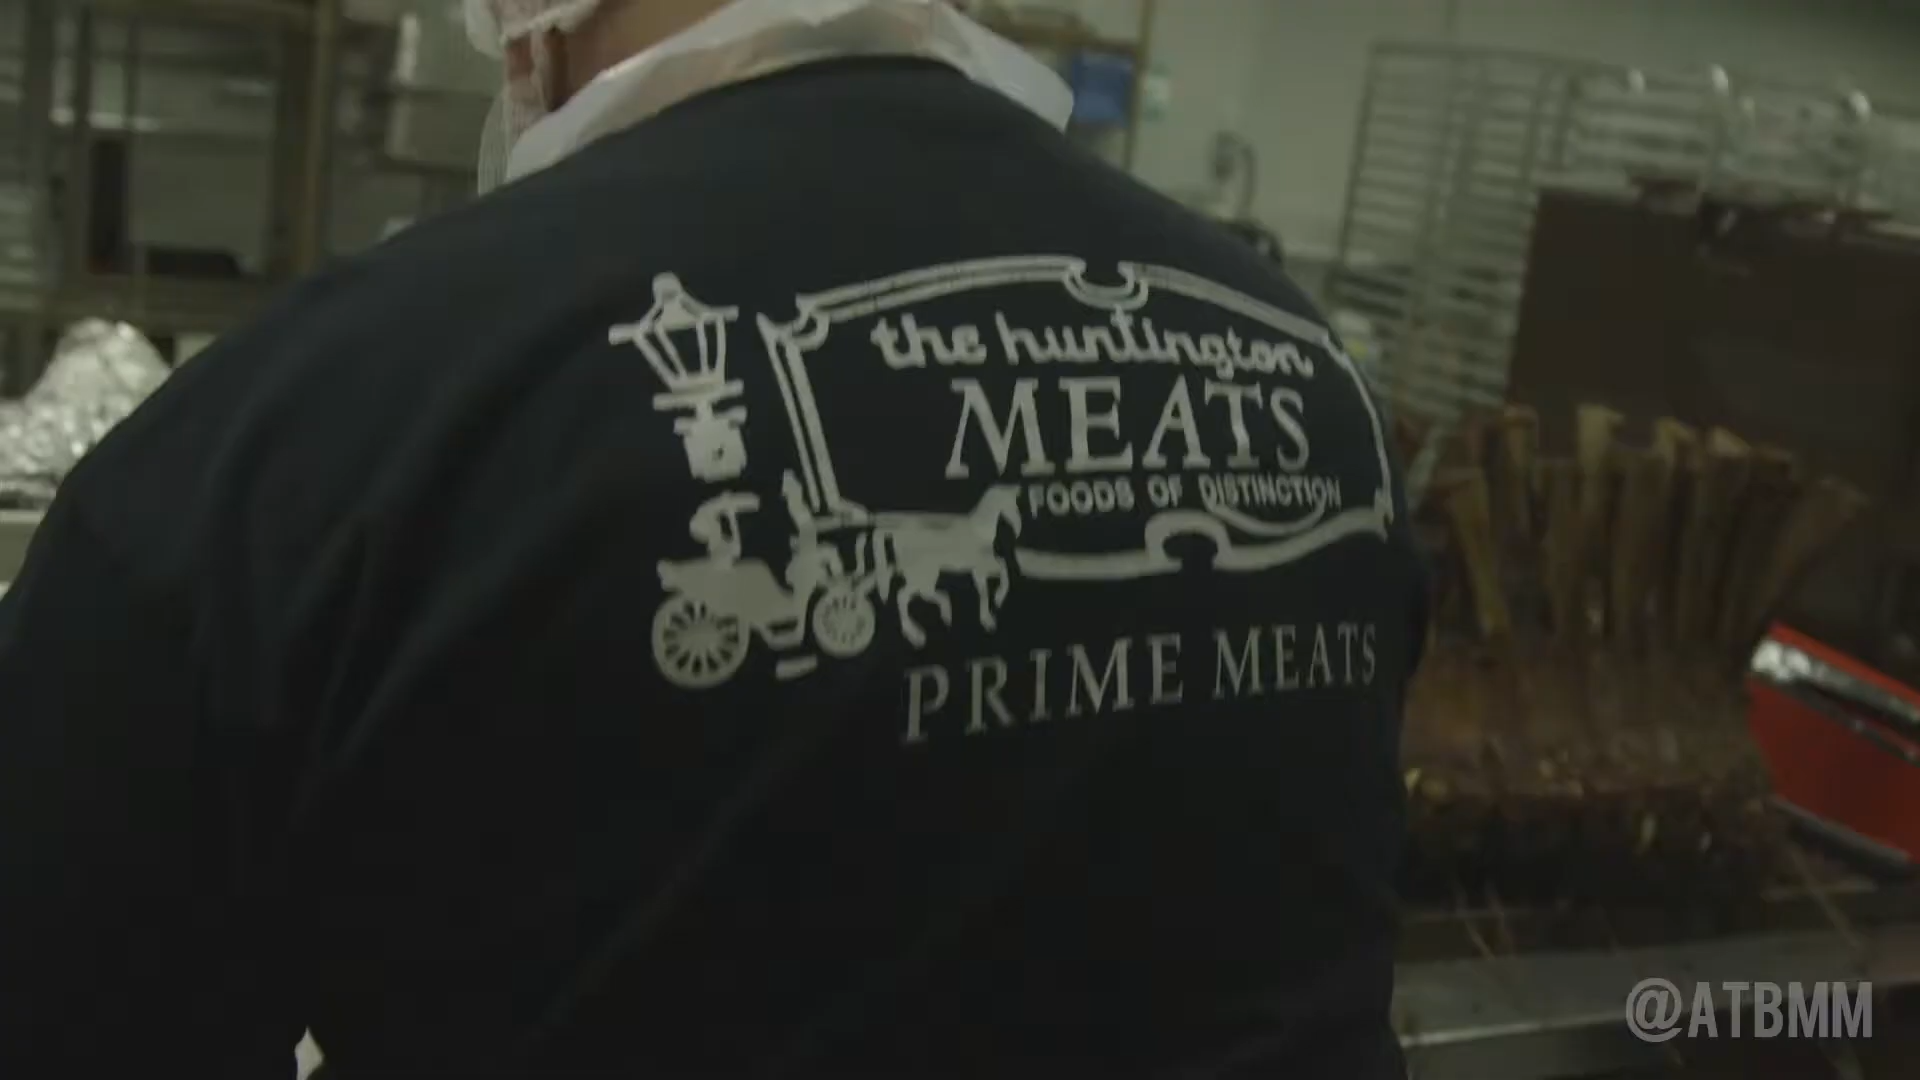 the huntington
MEATS
FOODS OF DISTINCTION
PRIME MEATS
@ATBMM